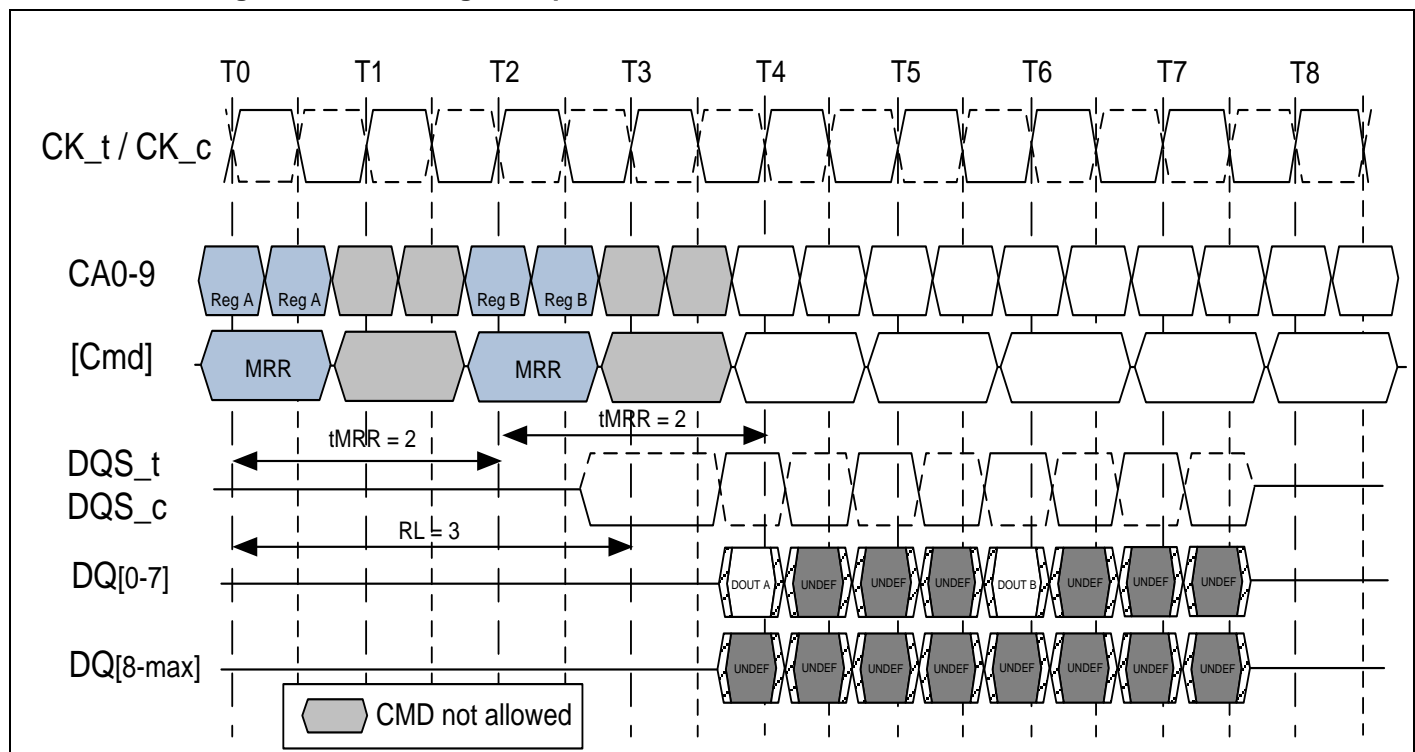 T0 T1 T2 T3 T4 T5 T6 T7 T8
CK_t / CK_c
CA0-9
Reg A Reg A Reg B Reg B
[Cmd]
MRR MRR
tMRR = 2 tMRR = 2
DQS_t
DQS_c
RL = 3
DQ[0-7]
DOUT A UNDEF UNDEF UNDEF DOUT B UNDEF UNDEF UNDEF
DQ[8-max]
UNDEF UNDEF UNDEF UNDEF UNDEF UNDEF UNDEF UNDEF
CMD not allowed